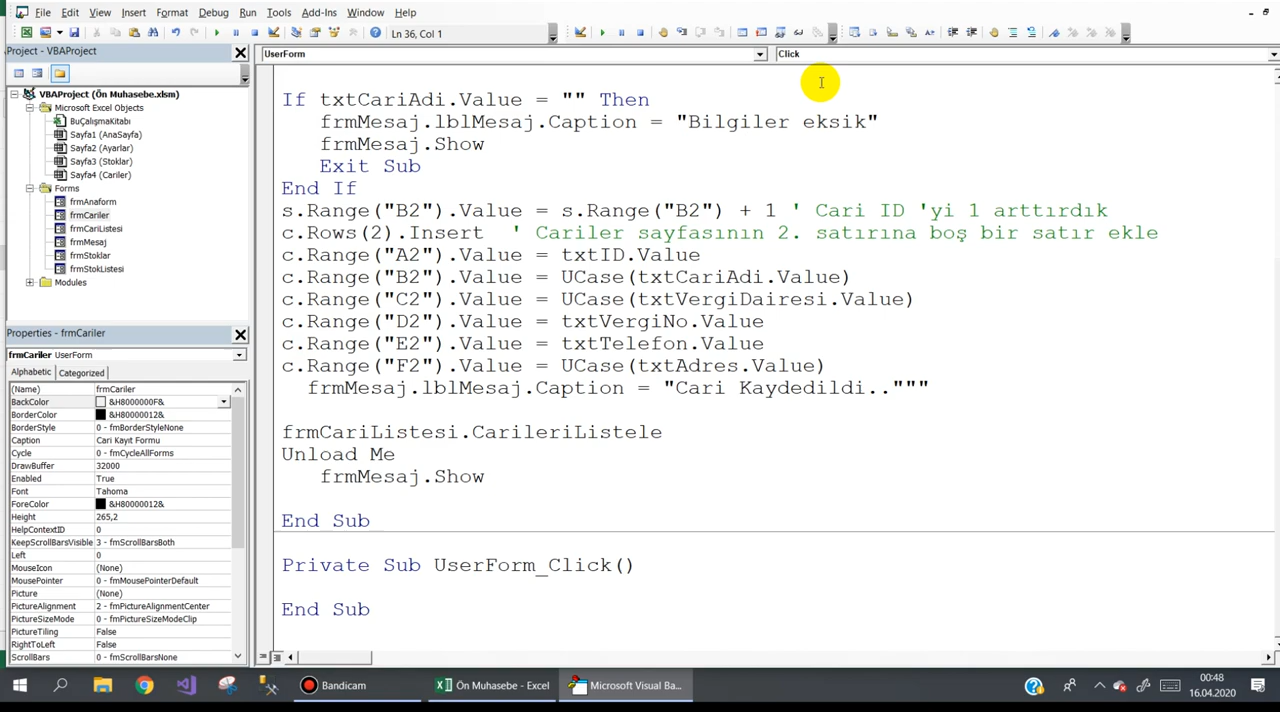 File Edit View Insert Format Debug Run Tools Add-Ins Window Help
Ln 36, Col 1
Project - VBAProject
UserForm
Click
VBAProject (Ön Muhasebe.xlsm)
Microsoft Excel Objects
BuÇalışmaKitabı
Sayfa1 (AnaSayfa)
Sayfa2 (Ayarlar)
Sayfa3 (Stoklar)
Sayfa4 (Cariler)
Forms
frmAnaform
frmCariler
frmCariListesi
frmMesaj
frmStoklar
frmStokListesi
Modules
Properties - frmCariler
frmCariler UserForm
Alphabetic Categorized
(Name) frmCariler
BackColor &H8000000F&
BorderColor &H80000012&
BorderStyle 0 - fmBorderStyleNone
Caption Cari Kayıt Formu
Cycle 0 - fmCycleAllForms
DrawBuffer 32000
Enabled True
Font Tahoma
ForeColor &H80000012&
Height 265,2
HelpContextID 0
KeepScrollBarsVisible 3 - fmScrollBarsBoth
Left 0
MouseIcon (None)
MousePointer 0 - fmMousePointerDefault
Picture (None)
PictureAlignment 2 - fmPictureAlignmentCenter
PictureSizeMode 0 - fmPictureSizeModeClip
PictureTiling False
RightToLeft False
ScrollBars 0 - fmScrollBarsNone
If txtCariAdi.Value = "" Then
frmMesaj.lblMesaj.Caption = "Bilgiler eksik"
frmMesaj.Show
Exit Sub
End If
s.Range("B2").Value = s.Range("B2") + 1 ' Cari ID 'yi 1 arttırdık
c.Rows(2).Insert ' Cariler sayfasının 2. satırına boş bir satır ekle
c.Range("A2").Value = txtID.Value
c.Range("B2").Value = UCase(txtCariAdi.Value)
c.Range("C2").Value = UCase(txtVergiDairesi.Value)
c.Range("D2").Value = txtVergiNo.Value
c.Range("E2").Value = txtTelefon.Value
c.Range("F2").Value = UCase(txtAdres.Value)
frmMesaj.lblMesaj.Caption = "Cari Kaydedildi.."""
frmCariListesi.CarileriListele
Unload Me
frmMesaj.Show
End Sub
Private Sub UserForm_Click()
End Sub
Bandicam
Ön Muhasebe - Excel
Microsoft Visual Ba...
00:48
16.04.2020